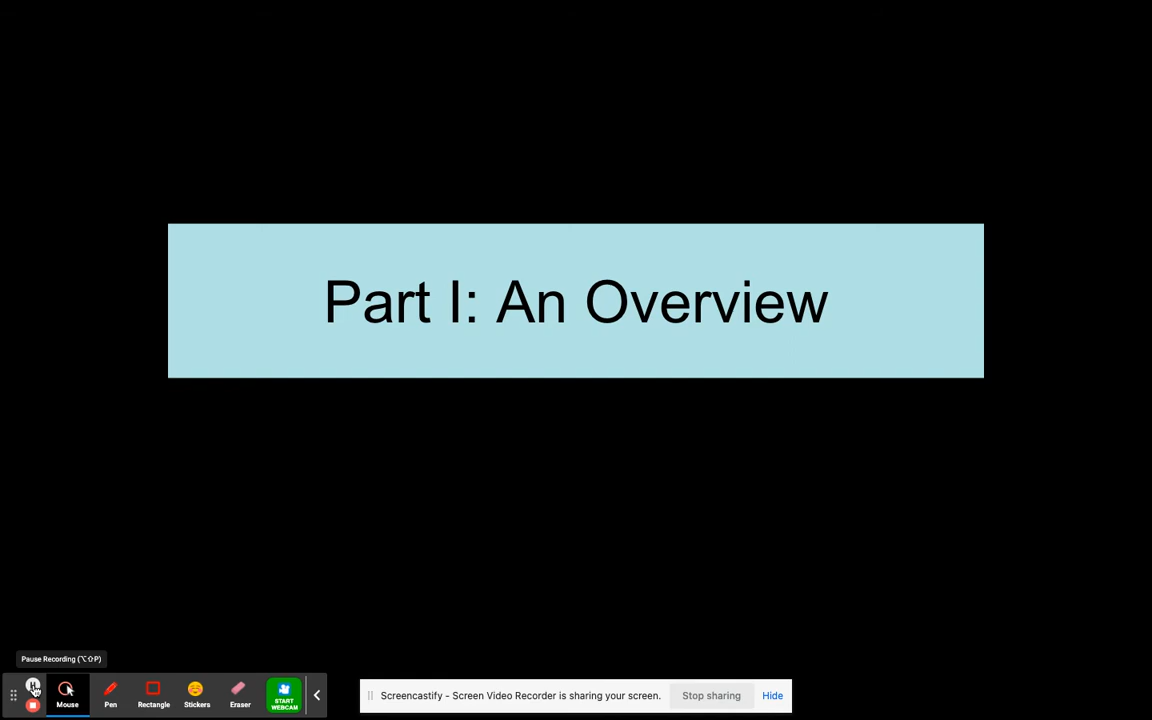 Part I: An Overview
Pause Recording (⌥⇧P)
Mouse
Pen
Rectangle
Stickers
Eraser
START
WEBCAM
Screencastify - Screen Video Recorder is sharing your screen.
Stop sharing
Hide